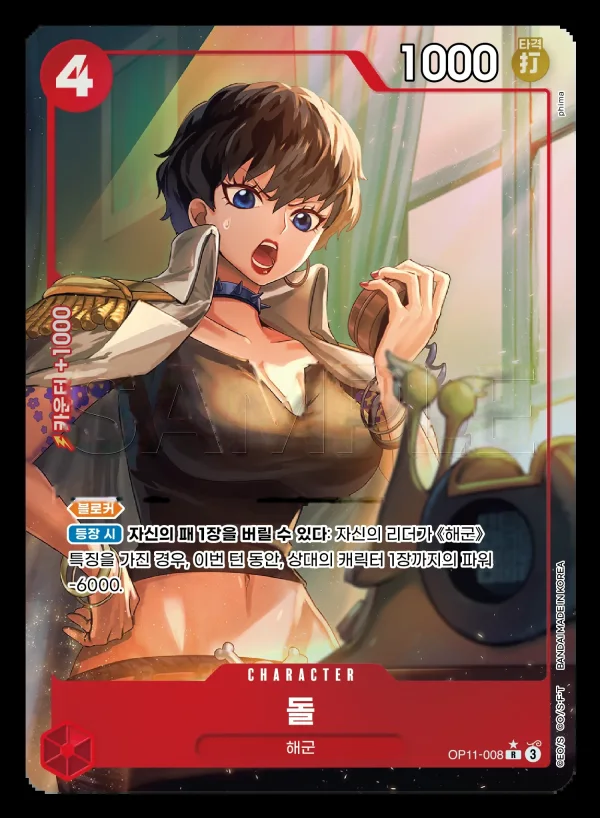 4
1000
타격
打
phima
카운터 +1000
SAMPLE
블로커
등장 시 자신의 패 1장을 버릴 수 있다: 자신의 리더가 《해군》
특징을 가진 경우, 이번 턴 동안, 상대의 캐릭터 1장까지의 파워
-6000.
CHARACTER
돌
해군
OP11-008 R 3
©E.O/S ©O/S·F·T BANDAI MADE IN KOREA